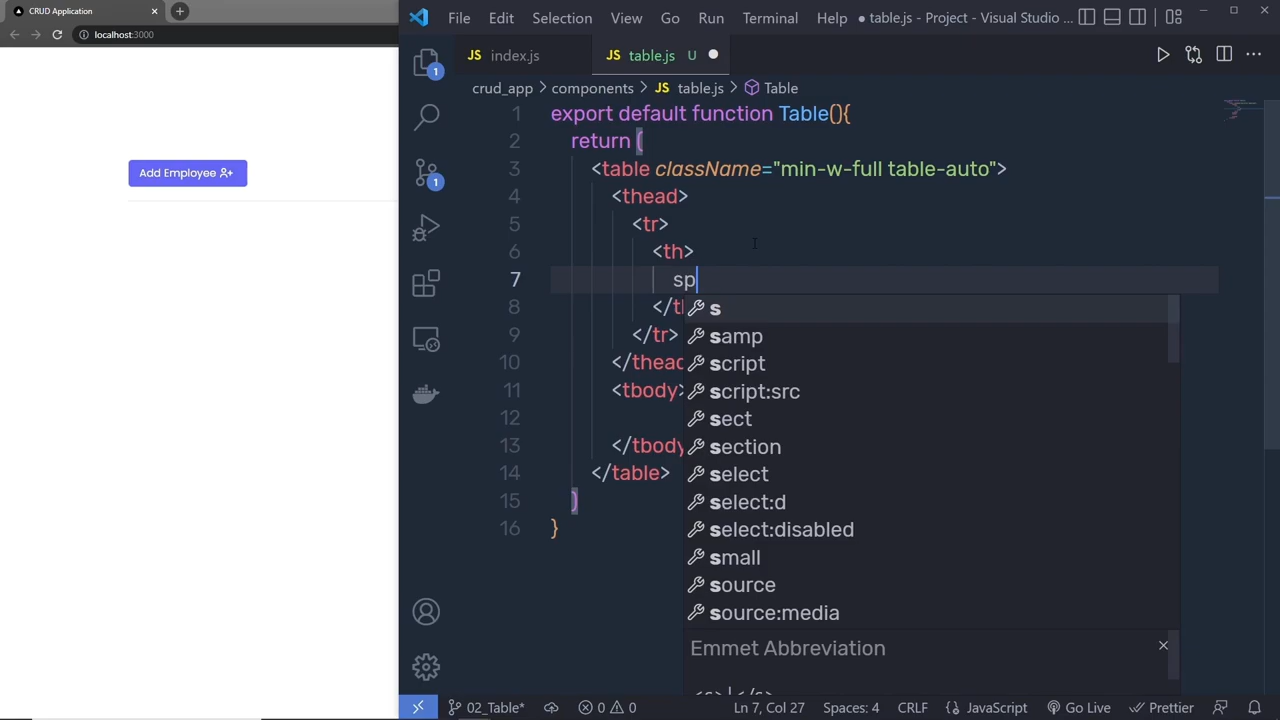 CRUD Application
localhost:3000
Add Employee
File Edit Selection View Go Run Terminal Help
table.js - Project - Visual Studio ...
JS index.js
JS table.js U
crud_app > components > JS table.js > Table
1 export default function Table(){
2 return (
3 <table className="min-w-full table-auto">
4 <thead>
5 <tr>
6 <th>
7 sp
8 </t
9 </tr>
10 </thead
11 <tbody>
12
13 </tbody
14 </table>
15 )
16 }
s
samp
script
script:src
sect
section
select
select:d
select:disabled
small
source
source:media
Emmet Abbreviation
<s>|</s>
1
1
02_Table*
0 0
Ln 7, Col 27
Spaces: 4
CRLF
JavaScript
Go Live
Prettier